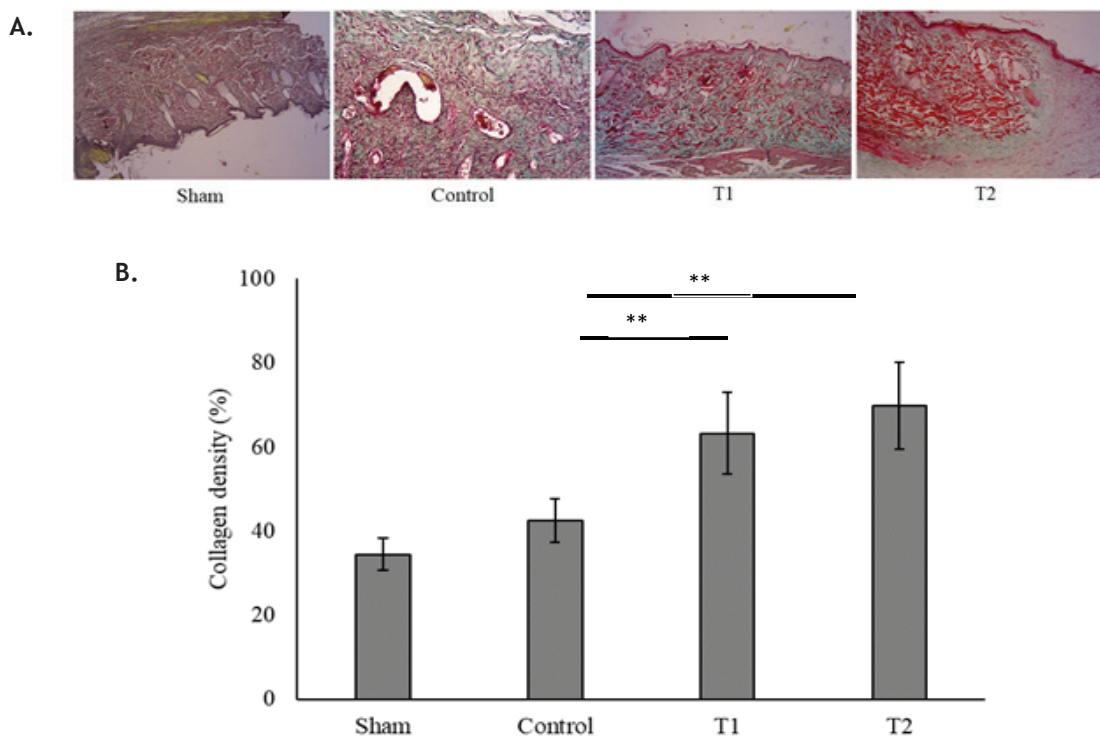 A.
Sham Control T1 T2
B.
100
80
60
40
20
0
Collagen density (%)
**
**
Sham Control T1 T2